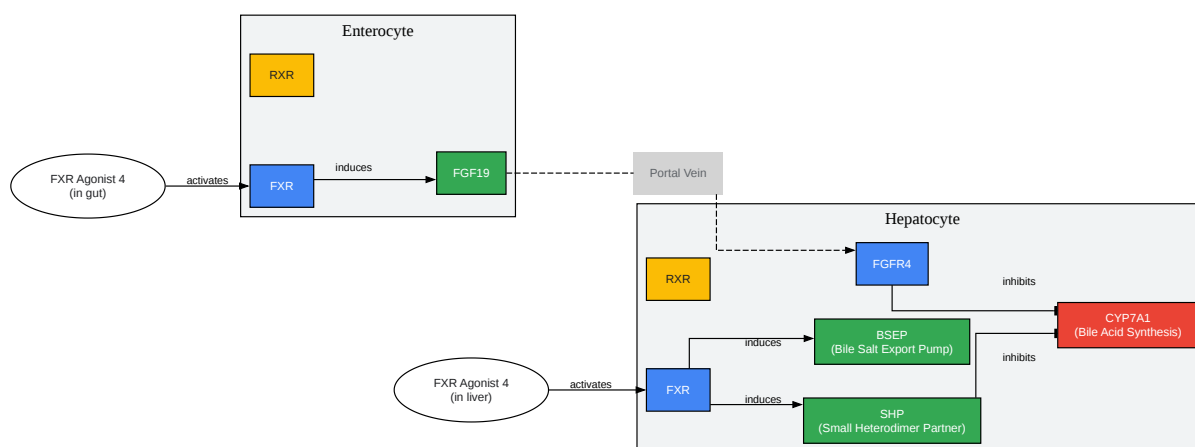 Enterocyte
RXR
FXR Agonist 4
(in gut)
activates
FXR
induces
FGF19
Portal Vein
Hepatocyte
FGFR4
RXR
inhibits
CYP7A1
(Bile Acid Synthesis)
BSEP
(Bile Salt Export Pump)
induces
inhibits
FXR Agonist 4
(in liver)
activates
FXR
induces
SHP
(Small Heterodimer Partner)